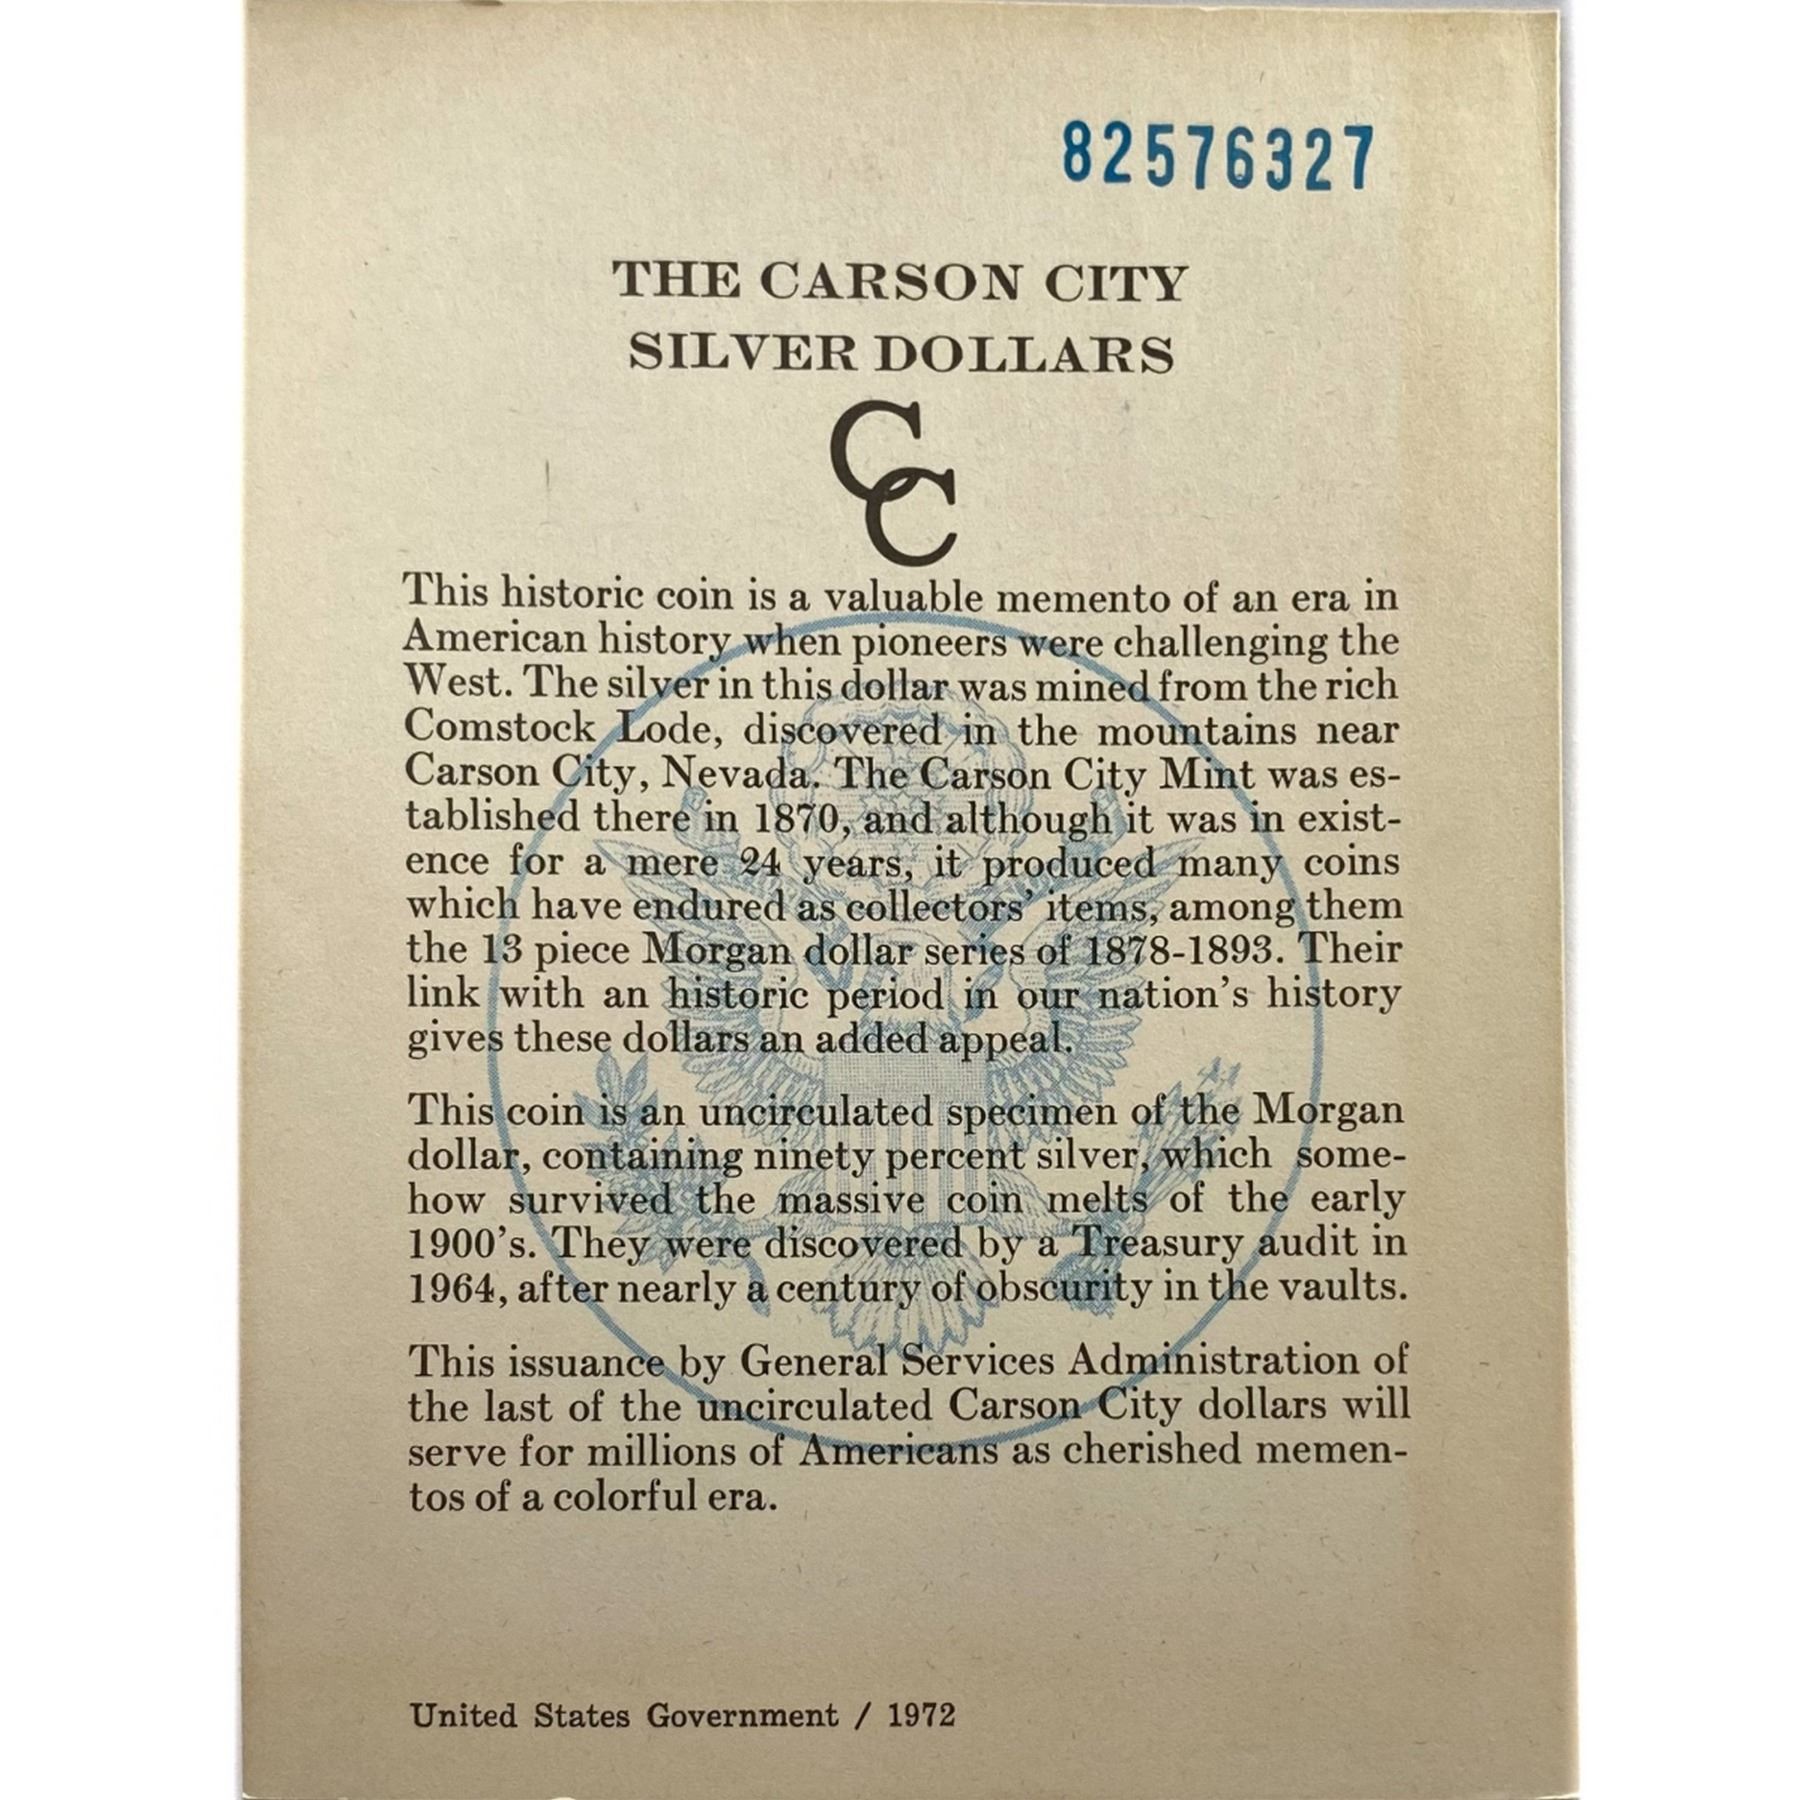 82576327
THE CARSON CITY
SILVER DOLLARS
CC
This historic coin is a valuable memento of an era in
American history when pioneers were challenging the
West. The silver in this dollar was mined from the rich
Comstock Lode, discovered in the mountains near
Carson City, Nevada. The Carson City Mint was es-
tablished there in 1870, and although it was in exist-
ence for a mere 24 years, it produced many coins
which have endured as collectors' items, among them
the 13 piece Morgan dollar series of 1878-1893. Their
link with an historic period in our nation's history
gives these dollars an added appeal.
This coin is an uncirculated specimen of the Morgan
dollar, containing ninety percent silver, which some-
how survived the massive coin melts of the early
1900's. They were discovered by a Treasury audit in
1964, after nearly a century of obscurity in the vaults.
This issuance by General Services Administration of
the last of the uncirculated Carson City dollars will
serve for millions of Americans as cherished memen-
tos of a colorful era.
United States Government / 1972